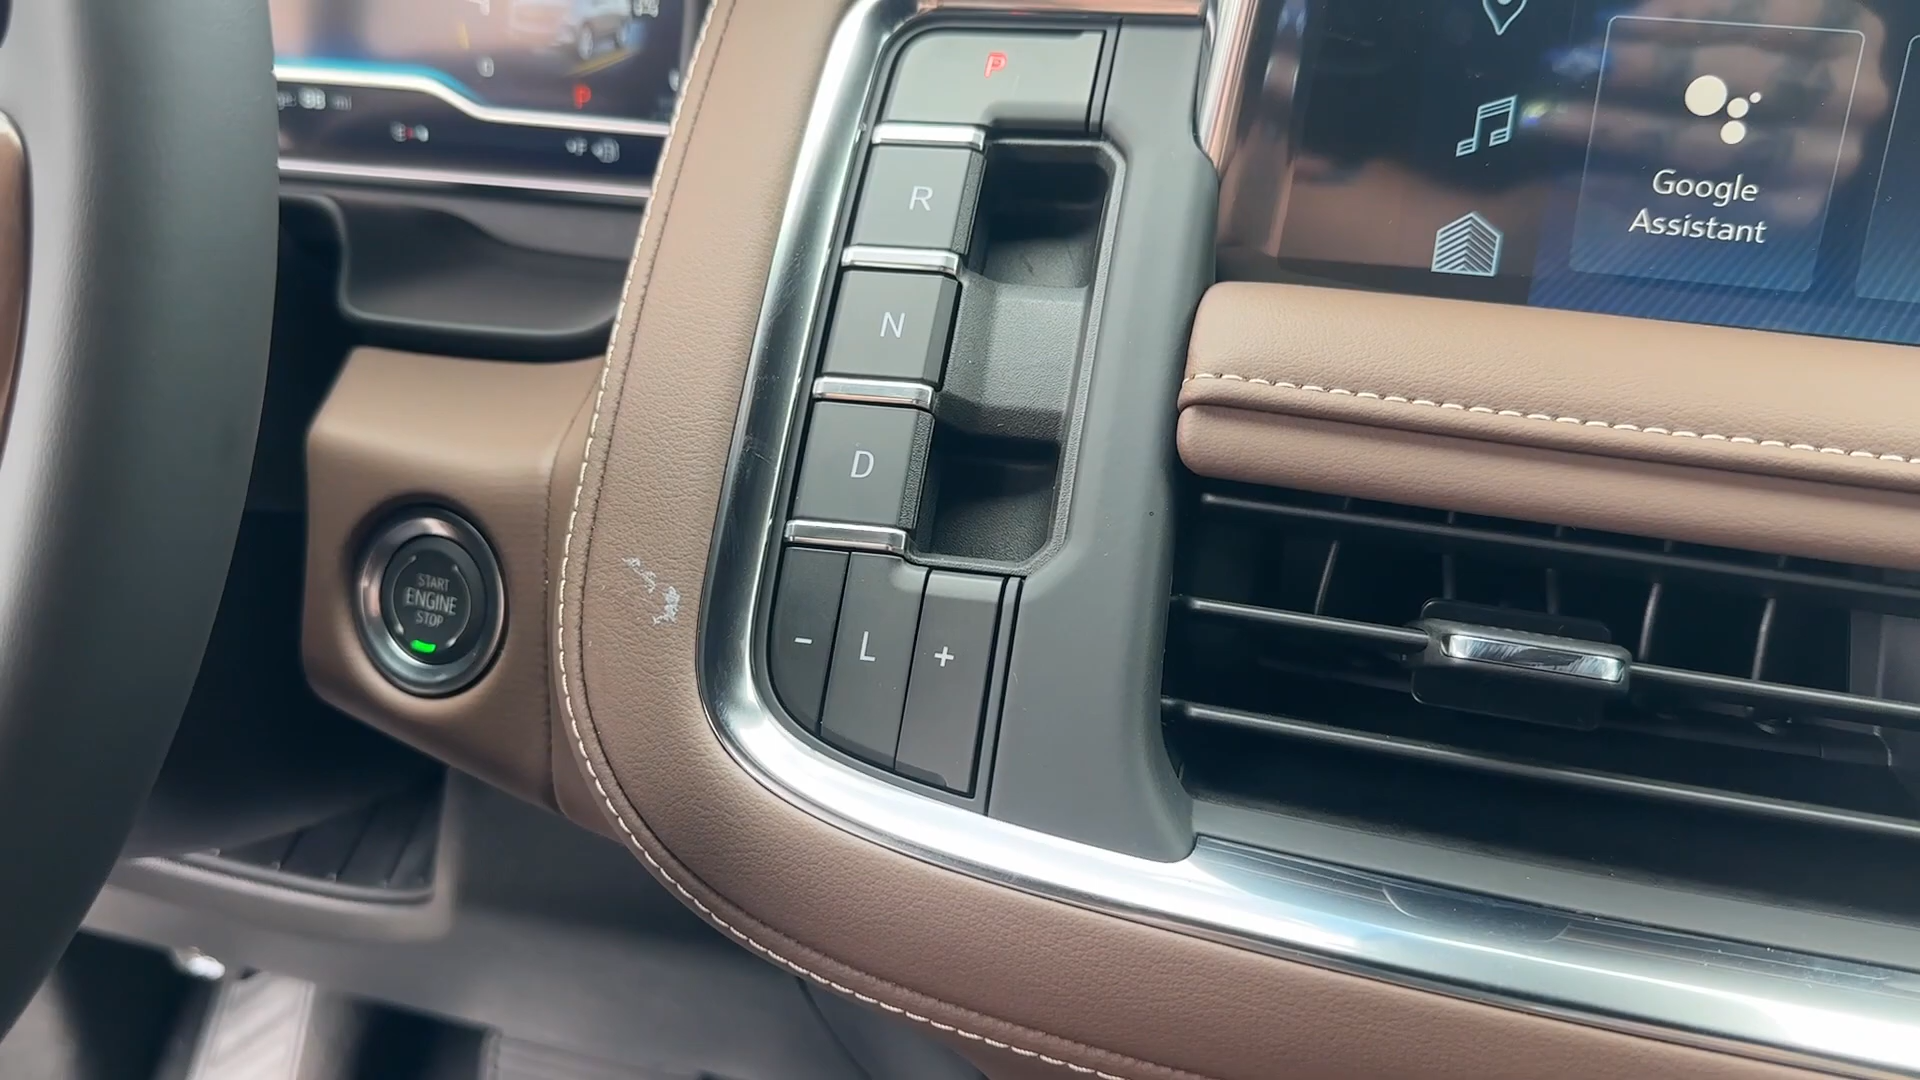 P
P
R
N
D
- L +
START
ENGINE
STOP
Google
Assistant